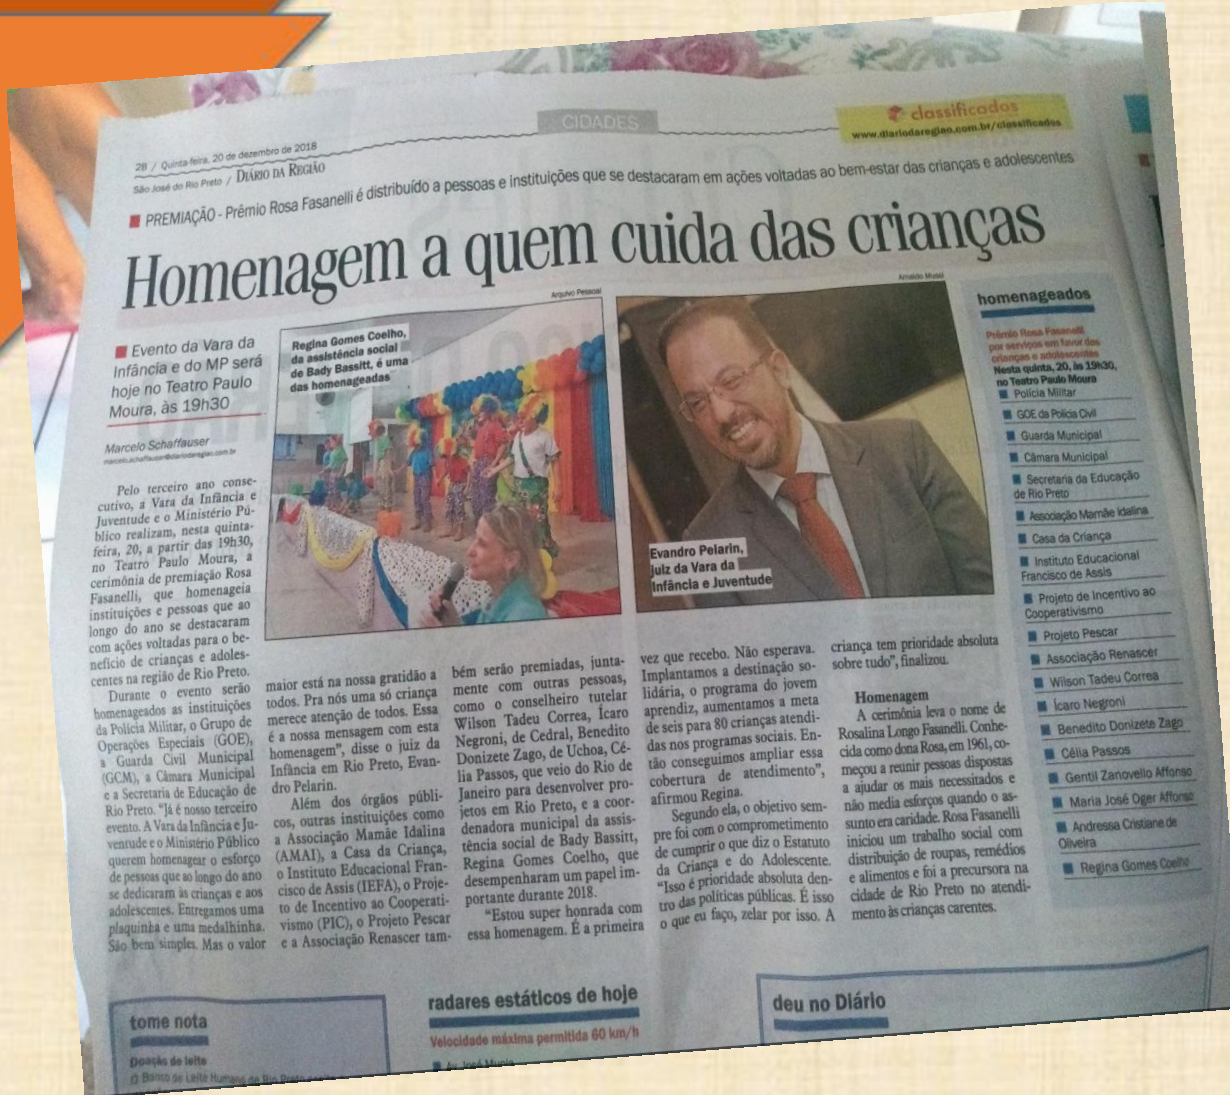 CIDADES
classificados
www.diariodaregiao.com.br/classificados
2B / Quinta-feira, 20 de dezembro de 2018
São José do Rio Preto / DIÁRIO DA REGIÃO
PREMIAÇÃO - Prêmio Rosa Fasanelli é distribuído a pessoas e instituições que se destacaram em ações voltadas ao bem-estar das crianças e adolescentes
Homenagem a quem cuida das crianças
Evento da Vara da
Infância e do MP será
hoje no Teatro Paulo
Moura, às 19h30
Marcelo Schaffauser
marcelo.schaffauser@diariodaregiao.com.br
Arquivo Pessoal
Regina Gomes Coelho,
da assistência social
de Bady Bassitt, é uma
das homenageadas
Arnaldo Mussi
Evandro Pelarin,
juiz da Vara da
Infância e Juventude
Pelo terceiro ano conse-
cutivo, a Vara da Infância e
Juventude e o Ministério Pú-
blico realizam, nesta quinta-
feira, 20, a partir das 19h30,
no Teatro Paulo Moura, a
cerimônia de premiação Rosa
Fasanelli, que homenageia
instituições e pessoas que ao
longo do ano se destacaram
com ações voltadas para o be-
nefício de crianças e adoles-
centes na região de Rio Preto.
Durante o evento serão
homenageados as instituições
da Polícia Militar, o Grupo de
Operações Especiais (GOE),
a Guarda Civil Municipal
(GCM), a Câmara Municipal
e a Secretaria de Educação de
Rio Preto. "Já é nosso terceiro
evento. A Vara da Infância e Ju-
ventude e o Ministério Público
querem homenagear o esforço
de pessoas que ao longo do ano
se dedicaram às crianças e aos
adolescentes. Entregamos uma
plaquinha e uma medalhinha.
São bem simples. Mas o valor
maior está na nossa gratidão a
todos. Pra nós uma só criança
merece atenção de todos. Essa
é a nossa mensagem com esta
homenagem", disse o juiz da
Infância em Rio Preto, Evan-
dro Pelarin.
Além dos órgãos públi-
cos, outras instituições como
a Associação Mamãe Idalina
(AMAI), a Casa da Criança,
o Instituto Educacional Fran-
cisco de Assis (IEFA), o Proje-
to de Incentivo ao Cooperati-
vismo (PIC), o Projeto Pescar
e a Associação Renascer tam-
bém serão premiadas, junta-
mente com outras pessoas,
como o conselheiro tutelar
Wilson Tadeu Correa, Ícaro
Negroni, de Cedral, Benedito
Donizete Zago, de Uchoa, Cé-
lia Passos, que veio do Rio de
Janeiro para desenvolver pro-
jetos em Rio Preto, e a coor-
denadora municipal da assis-
tência social de Bady Bassitt,
Regina Gomes Coelho, que
desempenharam um papel im-
portante durante 2018.
"Estou super honrada com
essa homenagem. É a primeira
vez que recebo. Não esperava.
Implantamos a destinação so-
lidária, o programa do jovem
aprendiz, aumentamos a meta
de seis para 80 crianças atendi-
das nos programas sociais. En-
tão conseguimos ampliar essa
cobertura de atendimento",
afirmou Regina.
Segundo ela, o objetivo sem-
pre foi com o comprometimento
de cumprir o que diz o Estatuto
da Criança e do Adolescente.
"Isso é prioridade absoluta den-
tro das políticas públicas. É isso
o que eu faço, zelar por isso. A
criança tem prioridade absoluta
sobre tudo", finalizou.
Homenagem
A cerimônia leva o nome de
Rosalina Longo Fasanelli. Conhe-
cida como dona Rosa, em 1961, co-
meçou a reunir pessoas dispostas
a ajudar os mais necessitados e
não media esforços quando o as-
sunto era caridade. Rosa Fasanelli
iniciou um trabalho social com
distribuição de roupas, remédios
e alimentos e foi a precursora na
cidade de Rio Preto no atendi-
mento às crianças carentes.
homenageados
Prêmio Rosa Fasanelli
por serviços em favor das
crianças e adolescentes
Nesta quinta, 20, às 19h30,
no Teatro Paulo Moura
Polícia Militar
GOE da Polícia Civil
Guarda Municipal
Câmara Municipal
Secretaria da Educação
de Rio Preto
Associação Mamãe Idalina
Casa da Criança
Instituto Educacional
Francisco de Assis
Projeto de Incentivo ao
Cooperativismo
Projeto Pescar
Associação Renascer
Wilson Tadeu Correa
Ícaro Negroni
Benedito Donizete Zago
Célia Passos
Gentil Zanovello Affonso
Maria José Oger Affonso
Andressa Cristiane de
Oliveira
Regina Gomes Coelho
tome nota
Doação de leite
O Banco de Leite Humano de Rio Preto
radares estáticos de hoje
Velocidade máxima permitida 60 km/h
Av. José Munia
deu no Diário